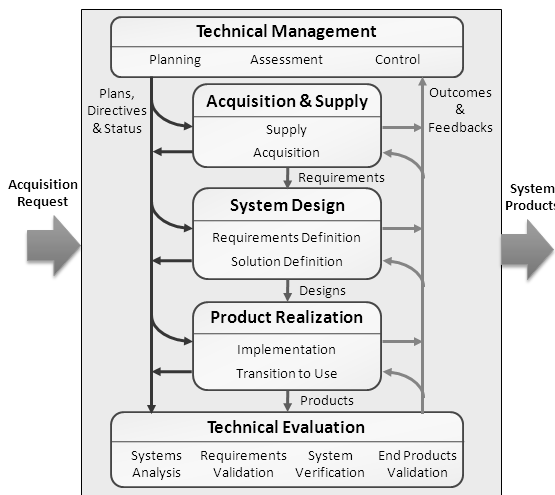 Technical Management
Planning Assessment Control
Plans,
Directives
& Status
Outcomes
&
Feedbacks
Acquisition & Supply
Supply
Acquisition
Requirements
Acquisition
Request
System
Products
System Design
Requirements Definition
Solution Definition
Designs
Product Realization
Implementation
Transition to Use
Products
Technical Evaluation
Systems
Analysis
Requirements
Validation
System
Verification
End Products
Validation